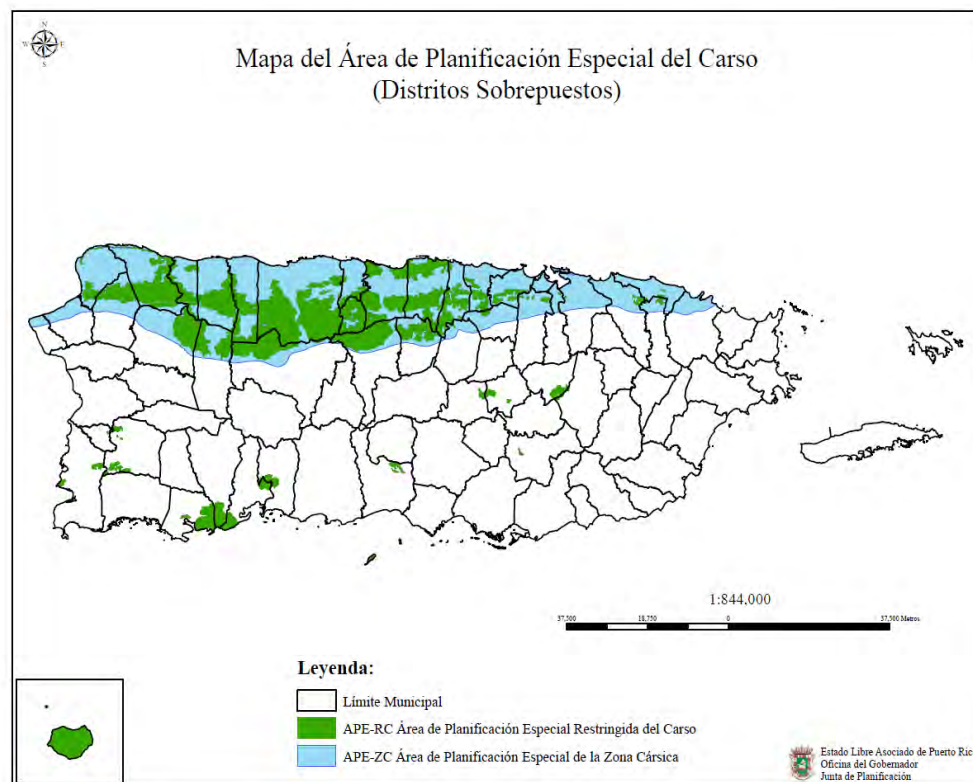 N
W E
S
Mapa del Área de Planificación Especial del Carso
(Distritos Sobrepuestos)
1:844,000
37,500 18,750 0 37,500 Metros
Leyenda:
Límite Municipal
APE-RC Área de Planificación Especial Restringida del Carso
APE-ZC Área de Planificación Especial de la Zona Cársica
Estado Libre Asociado de Puerto Ric
Oficina del Gobernador
Junta de Planificación